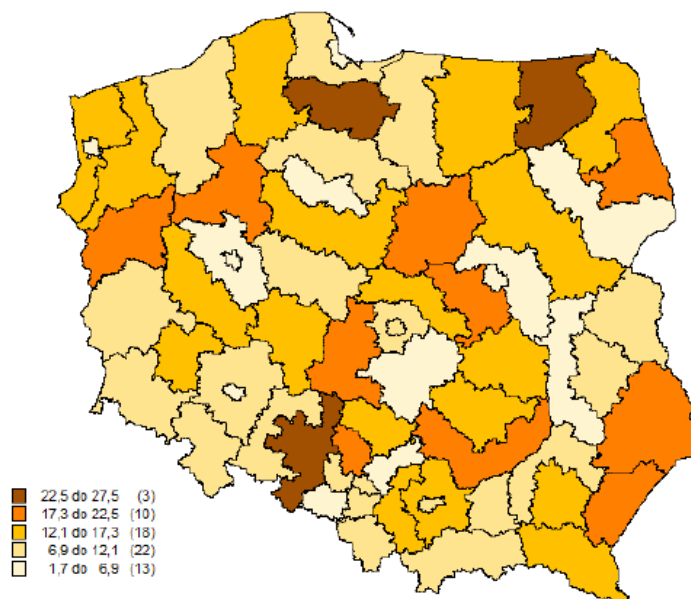 22,5 do 27,5 (3)
17,3 do 22,5 (10)
12,1 do 17,3 (18)
6,9 do 12,1 (22)
1,7 do 6,9 (13)